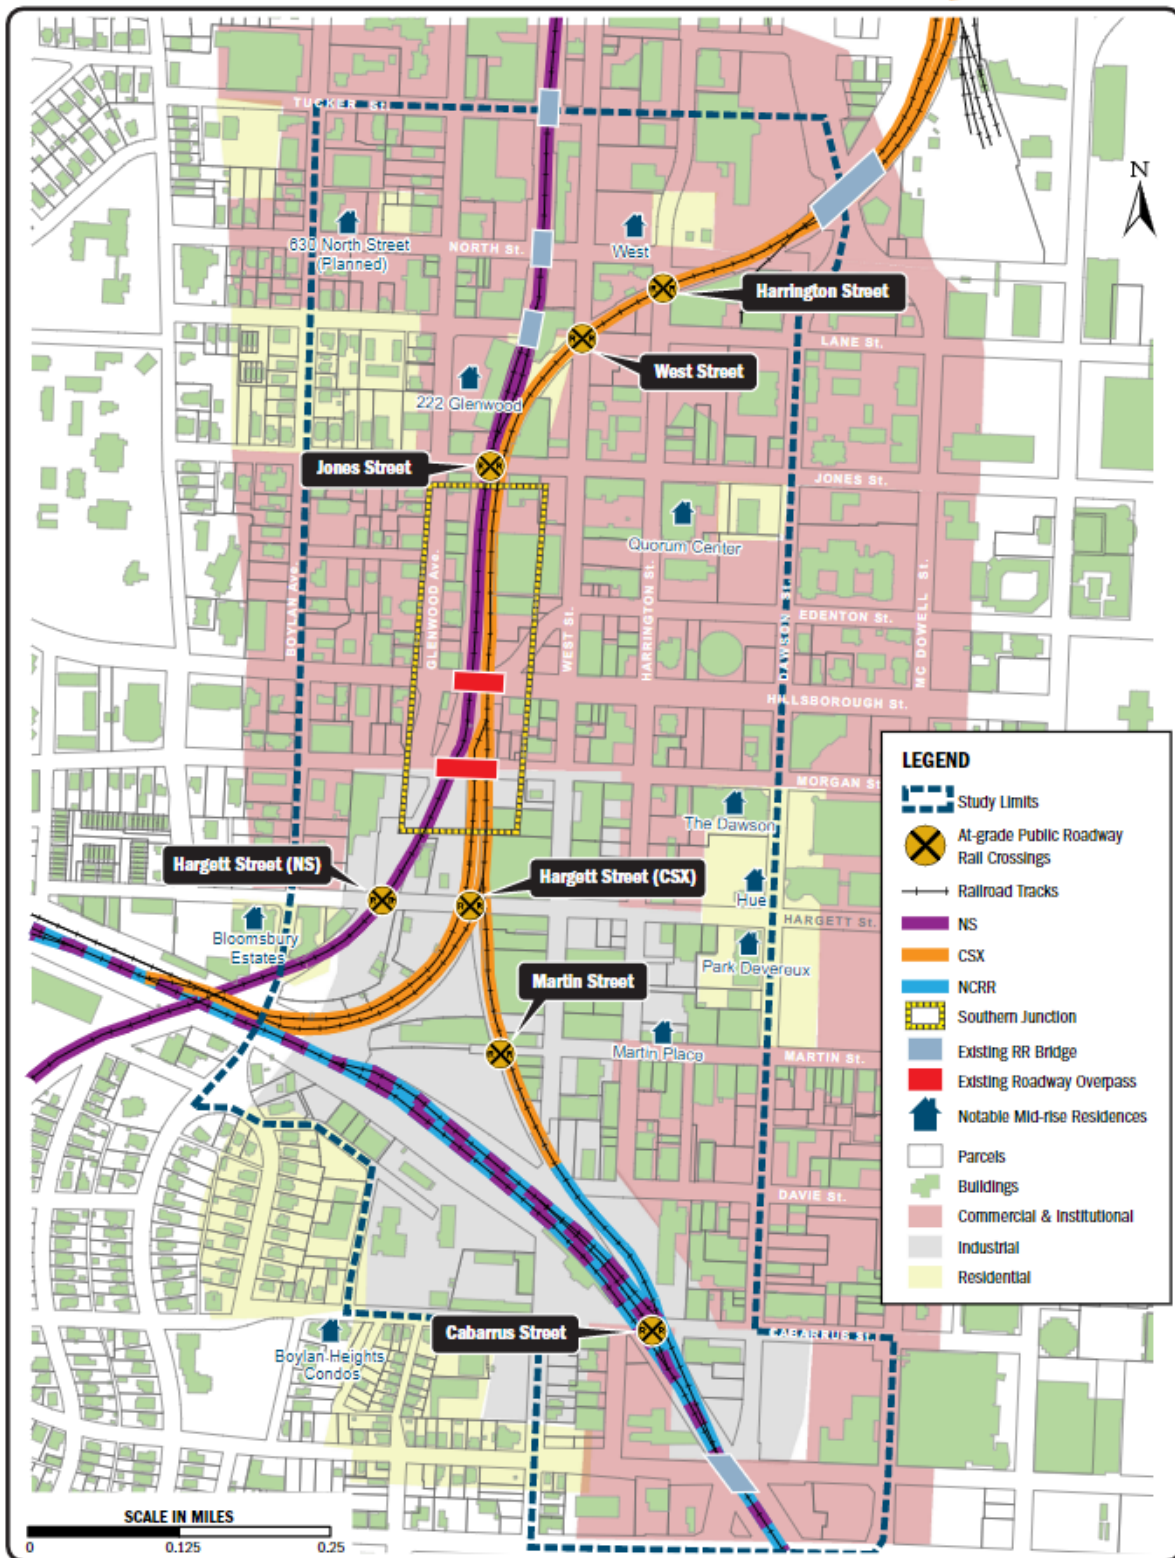 TUCKER St.
N
630 North Street
(Planned)
NORTH St.
West
Harrington Street
LANE St.
West Street
222 Glenwood
Jones Street
JONES St.
Quorum Center
BOYLAN Ave.
GLENWOOD Ave.
WEST St.
HARRINGTON St.
DAWSON St.
MC DOWELL St.
EDENTON St.
HILLSBOROUGH St.
MORGAN St
The Dawson
Hargett Street (NS)
Hargett Street (CSX)
Hue
HARGETT St.
Bloomsbury
Estates
Park Devereux
Martin Street
Martin Place
MARTIN St.
DAVIE St.
Cabarrus Street
CABARRUS St.
Boylan Heights
Condos
LEGEND
Study Limits
At-grade Public Roadway
Rail Crossings
Railroad Tracks
NS
CSX
NCRR
Southern Junction
Existing RR Bridge
Existing Roadway Overpass
Notable Mid-rise Residences
Parcels
Buildings
Commercial & Institutional
Industrial
Residential
SCALE IN MILES
0 0.125 0.25